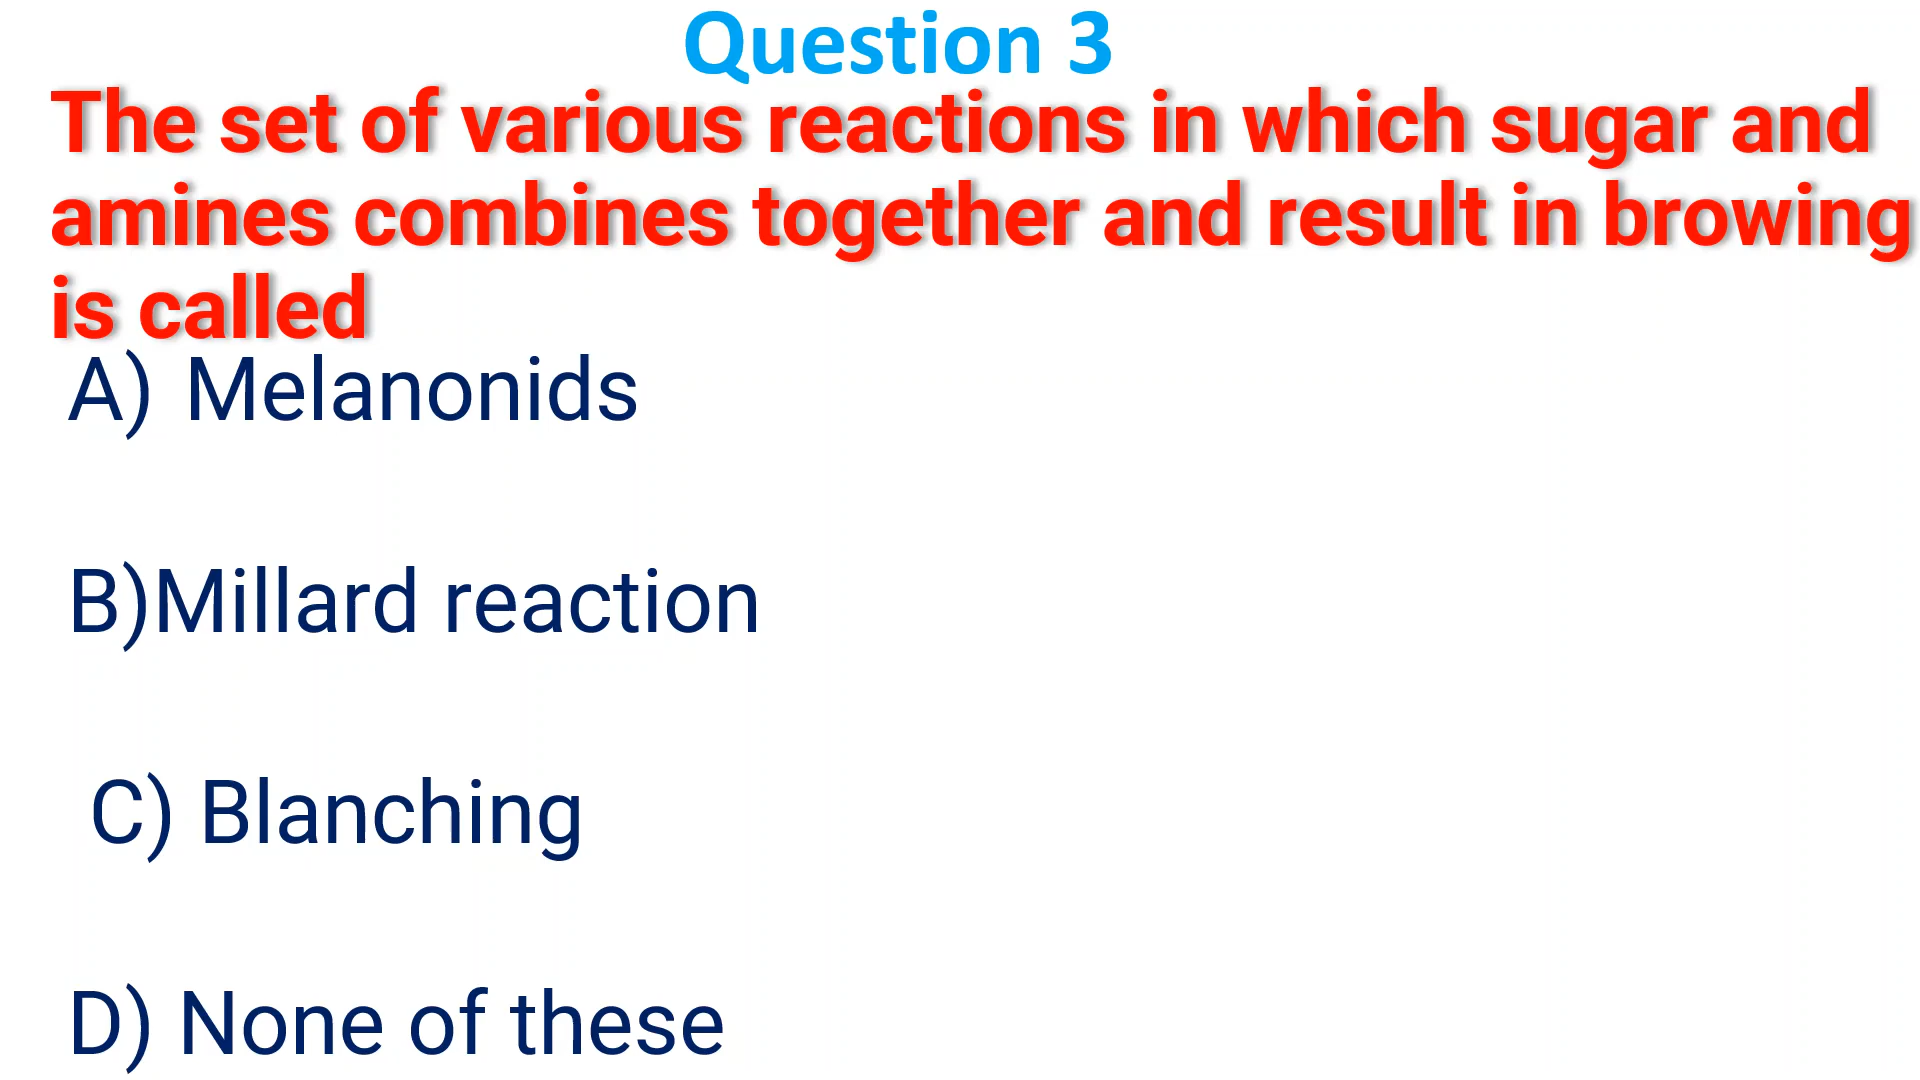 Question 3
The set of various reactions in which sugar and
amines combines together and result in browing
is called
A) Melanonids
B)Millard reaction
C) Blanching
D) None of these